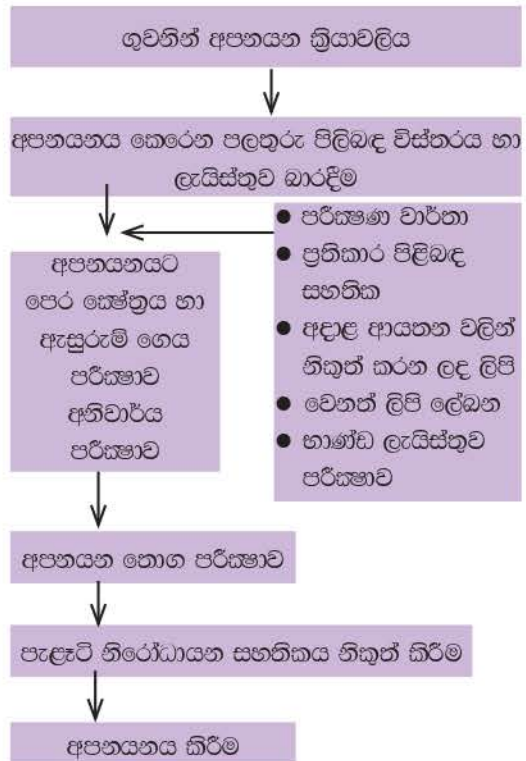 ගුවනින් අපනයන ක්‍රියාවලිය
අපනයනය කෙරෙන පලතුරු පිලිබඳ විස්තරය හා
ලැයිස්තුව බාරදීම
අපනයනයට
පෙර ක්ෂේත්‍රය හා
ඇසුරුම් ගෙය
පරීක්ෂාව
අනිවාර්ය
පරීක්ෂාව
● පරීක්ෂණ වාර්තා
● ප්‍රතිකාර පිළිබඳ
සහතික
● අදාළ ආයතන වලින්
නිකුත් කරන ලද ලිපි
● වෙනත් ලිපි ලේඛන
● භාණ්ඩ ලැයිස්තුව
පරීක්ෂාව
අපනයන තොග පරීක්ෂාව
පැළෑටි නිරෝධායන සහතිකය නිකුත් කිරීම
අපනයනය කිරීම